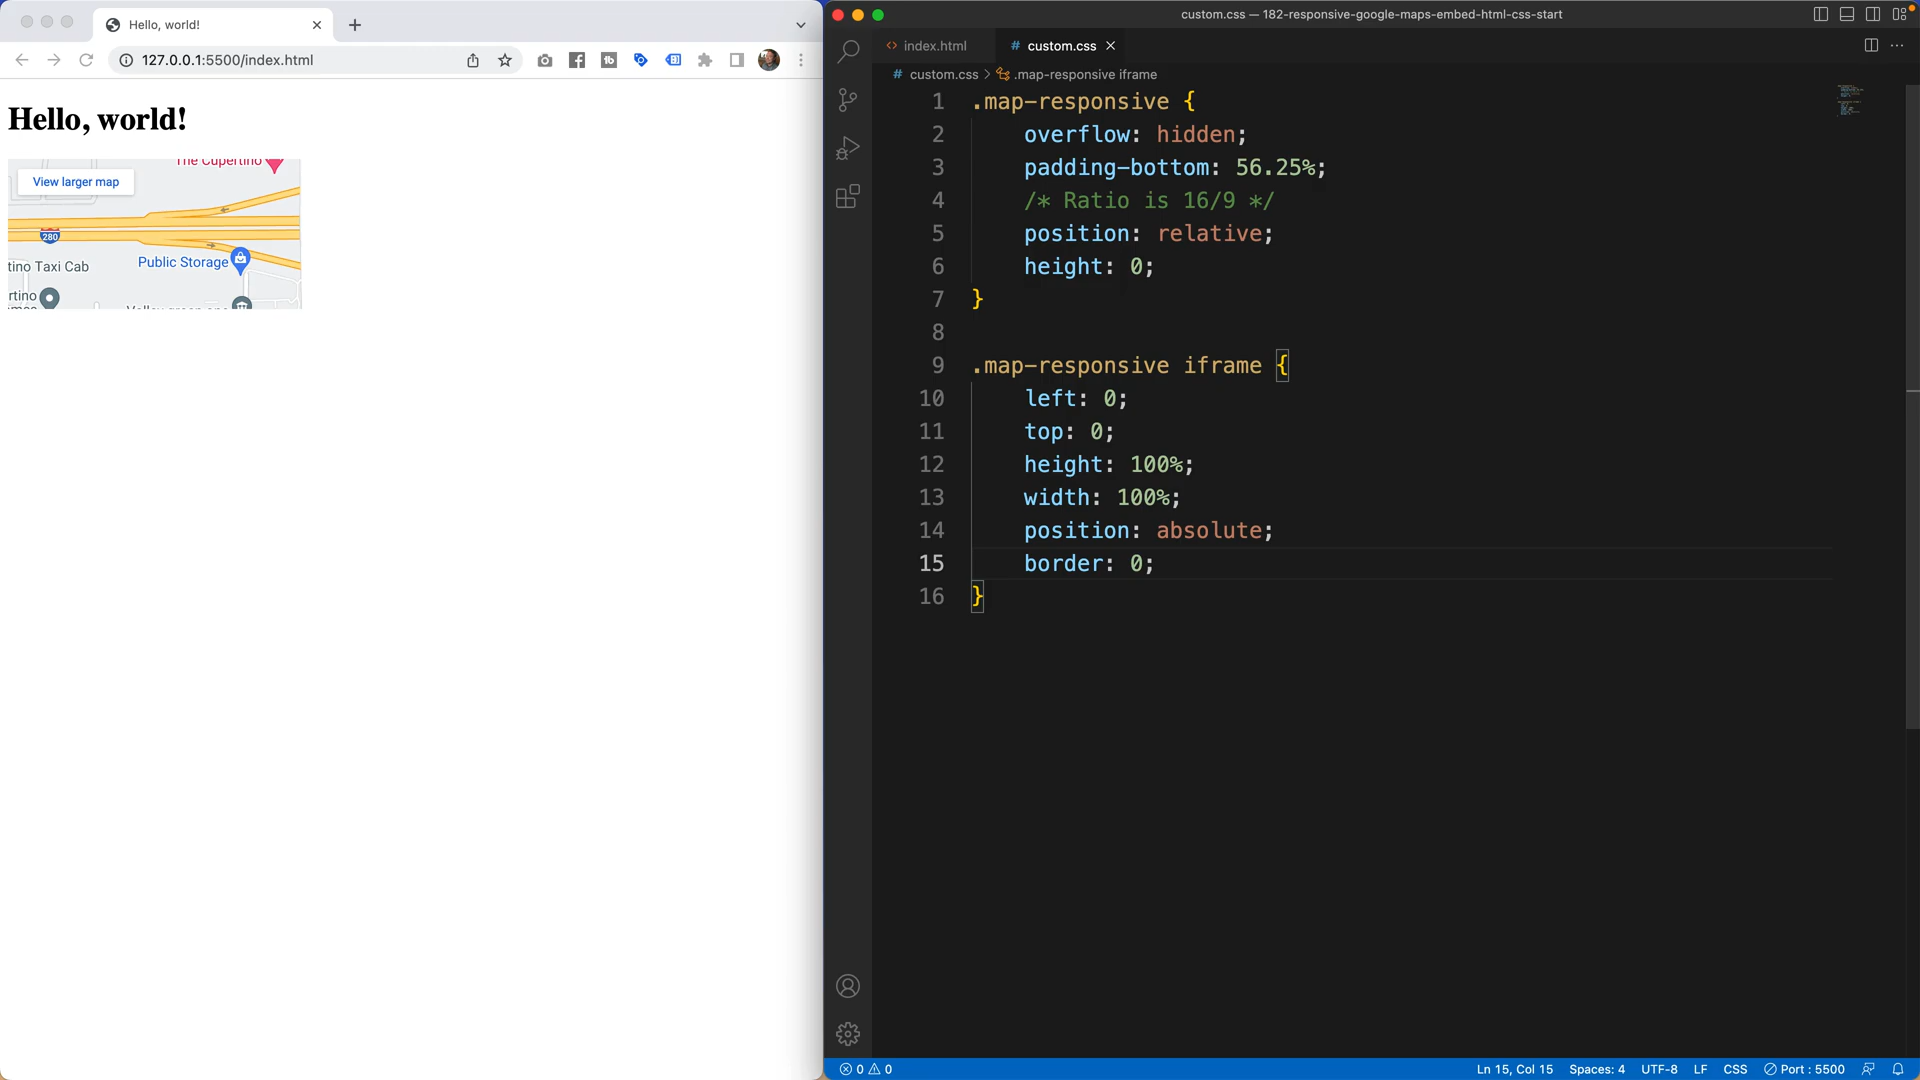 Hello, world!
127.0.0.1:5500/index.html
Hello, world!
The Cupertino
View larger map
280
tino Taxi Cab
Public Storage
rtino
custom.css — 182-responsive-google-maps-embed-html-css-start
<> index.html
# custom.css
# custom.css > .map-responsive iframe
1 .map-responsive {
2 overflow: hidden;
3 padding-bottom: 56.25%;
4 /* Ratio is 16/9 */
5 position: relative;
6 height: 0;
7 }
8
9 .map-responsive iframe {
10 left: 0;
11 top: 0;
12 height: 100%;
13 width: 100%;
14 position: absolute;
15 border: 0;
16 }
0 0
Ln 15, Col 15 Spaces: 4 UTF-8 LF CSS Port : 5500